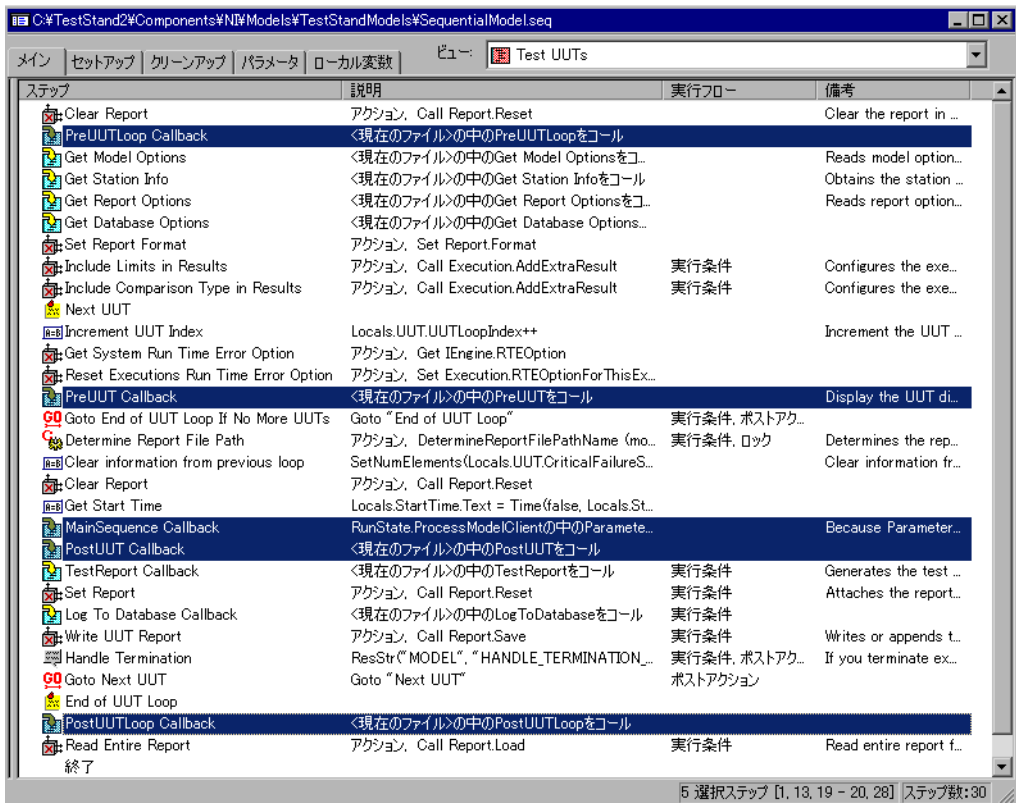 C:¥TestStand2¥Components¥NI¥Models¥TestStandModels¥SequentialModel.seq
メイン セットアップ クリーンアップ パラメータ ローカル変数 ビュー: Test UUTs
ステップ 説明 実行フロー 備考
Clear Report アクション, Call Report.Reset Clear the report in ...
PreUUTLoop Callback <現在のファイル>の中のPreUUTLoopをコール
Get Model Options <現在のファイル>の中のGet Model Optionsをコ... Reads model option...
Get Station Info <現在のファイル>の中のGet Station Infoをコール Obtains the station ...
Get Report Options <現在のファイル>の中のGet Report Optionsをコ... Reads report option...
Get Database Options <現在のファイル>の中のGet Database Options...
Set Report Format アクション, Set Report.Format
Include Limits in Results アクション, Call Execution.AddExtraResult 実行条件 Configures the exe...
Include Comparison Type in Results アクション, Call Execution.AddExtraResult 実行条件 Configures the exe...
Next UUT
A=B Increment UUT Index Locals.UUT.UUTLoopIndex++ Increment the UUT ...
Get System Run Time Error Option アクション, Get IEngine.RTEOption
Reset Executions Run Time Error Option アクション, Set Execution.RTEOptionForThisEx...
PreUUT Callback <現在のファイル>の中のPreUUTをコール Display the UUT di...
GO Goto End of UUT Loop If No More UUTs Goto "End of UUT Loop" 実行条件, ポストアク...
Determine Report File Path アクション, DetermineReportFilePathName (mo... 実行条件, ロック Determines the rep...
A=B Clear information from previous loop SetNumElements(Locals.UUT.CriticalFailureS... Clear information fr...
Clear Report アクション, Call Report.Reset
A=B Get Start Time Locals.StartTime.Text = Time(false, Locals.St...
MainSequence Callback RunState.ProcessModelClientの中のParamete... Because Parameter...
PostUUT Callback <現在のファイル>の中のPostUUTをコール
TestReport Callback <現在のファイル>の中のTestReportをコール 実行条件 Generates the test ...
Set Report アクション, Call Report.Reset 実行条件 Attaches the report...
Log To Database Callback <現在のファイル>の中のLogToDatabaseをコール 実行条件
Write UUT Report アクション, Call Report.Save 実行条件 Writes or appends t...
Handle Termination ResStr("MODEL", "HANDLE_TERMINATION_... 実行条件, ポストアク... If you terminate ex...
GO Goto Next UUT Goto "Next UUT" ポストアクション
End of UUT Loop
PostUUTLoop Callback <現在のファイル>の中のPostUUTLoopをコール
Read Entire Report アクション, Call Report.Load 実行条件 Read entire report f...
終了
5 選択ステップ [1, 13, 19 - 20, 28] ステップ数:30